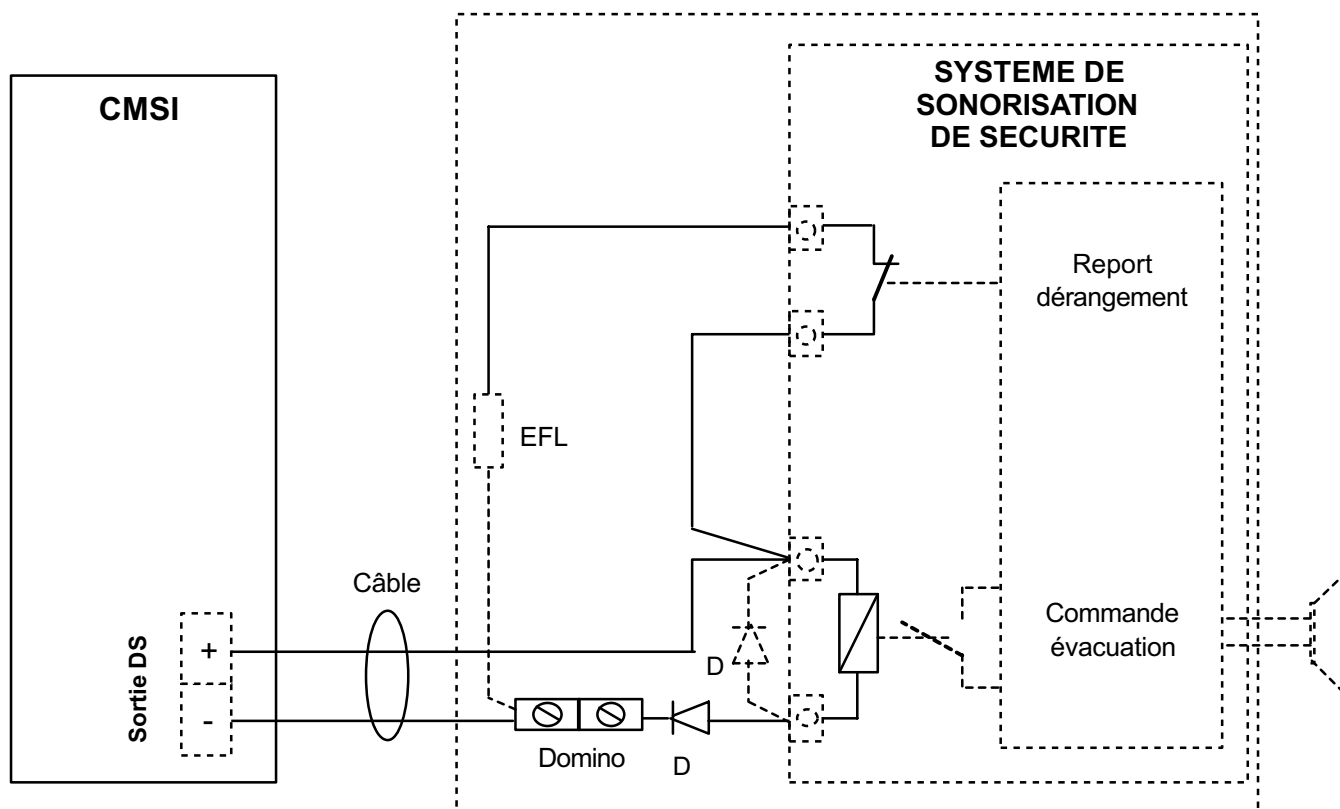 CMSI
SYSTEME DE
SONORISATION
DE SECURITE
Report
dérangement
EFL
Câble
Sortie DS
+
-
D
Commande
évacuation
Domino
D